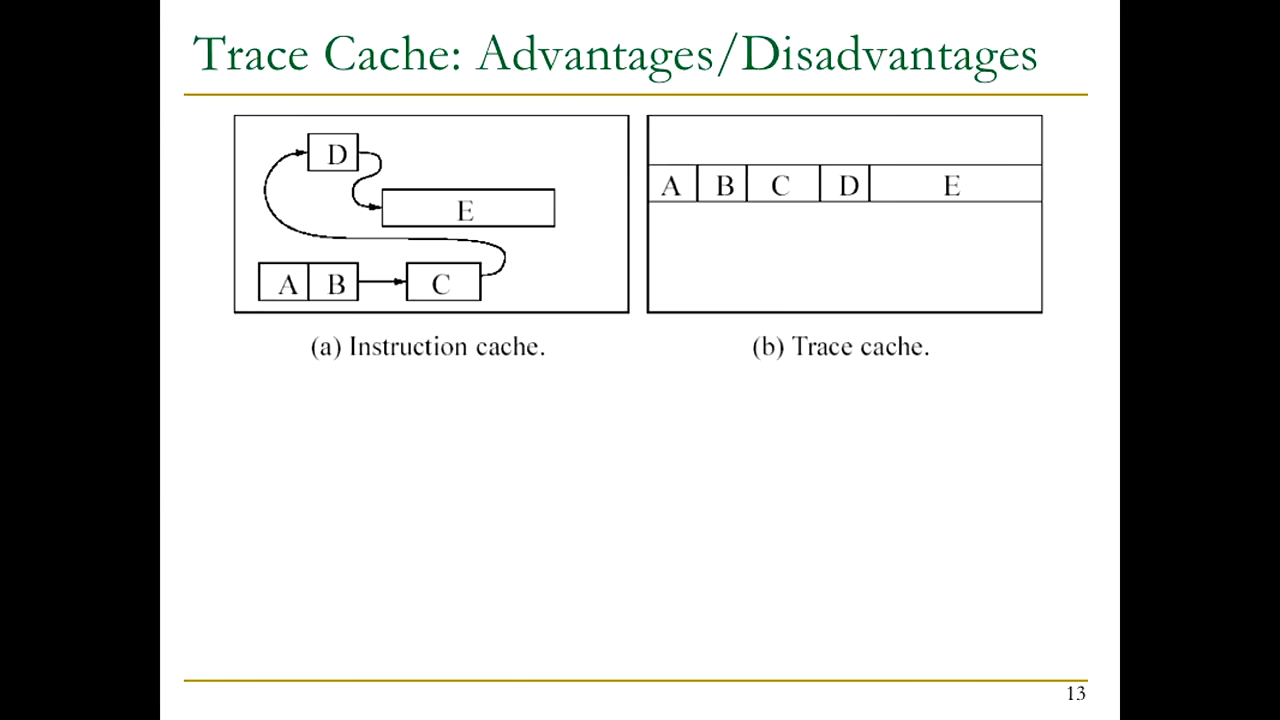 Trace Cache: Advantages/Disadvantages
D
E
A B C
A B C D E
(a) Instruction cache.
(b) Trace cache.
13